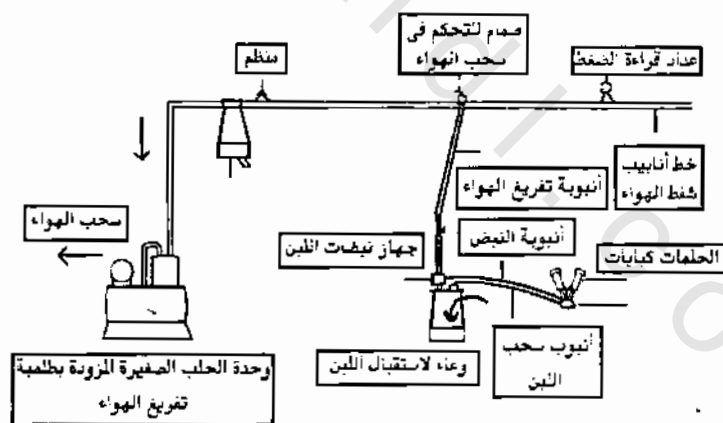 صمام للتحكم فى
سحب الهواء
منظم
عداد قراءة الضغط
خط أنابيب
شفط الهواء
أنبوبة تفريغ الهواء
سحب الهواء
أنبوبة النبض
جهاز نبضات اللبن
الحلمات كبايات
أنبوب سحب
اللبن
وعاء لاستقبال اللبن
وحدة الحلب الصغيرة المزودة بطلمبة
تفريغ الهواء